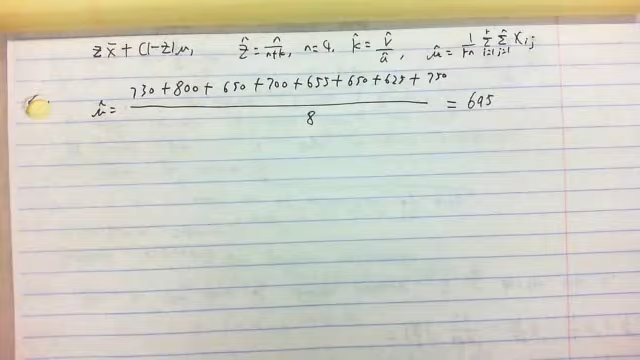 z x̄ + (1-z)μ, ẑ = n/(n+k), n=4, k̂ = v̂/â, μ̂ = 1/(rn) Σ_{i=1}^{r} Σ_{j=1}^{n} X_{ij}
μ̂ = (730 + 800 + 650 + 700 + 655 + 650 + 625 + 750)/8 = 695